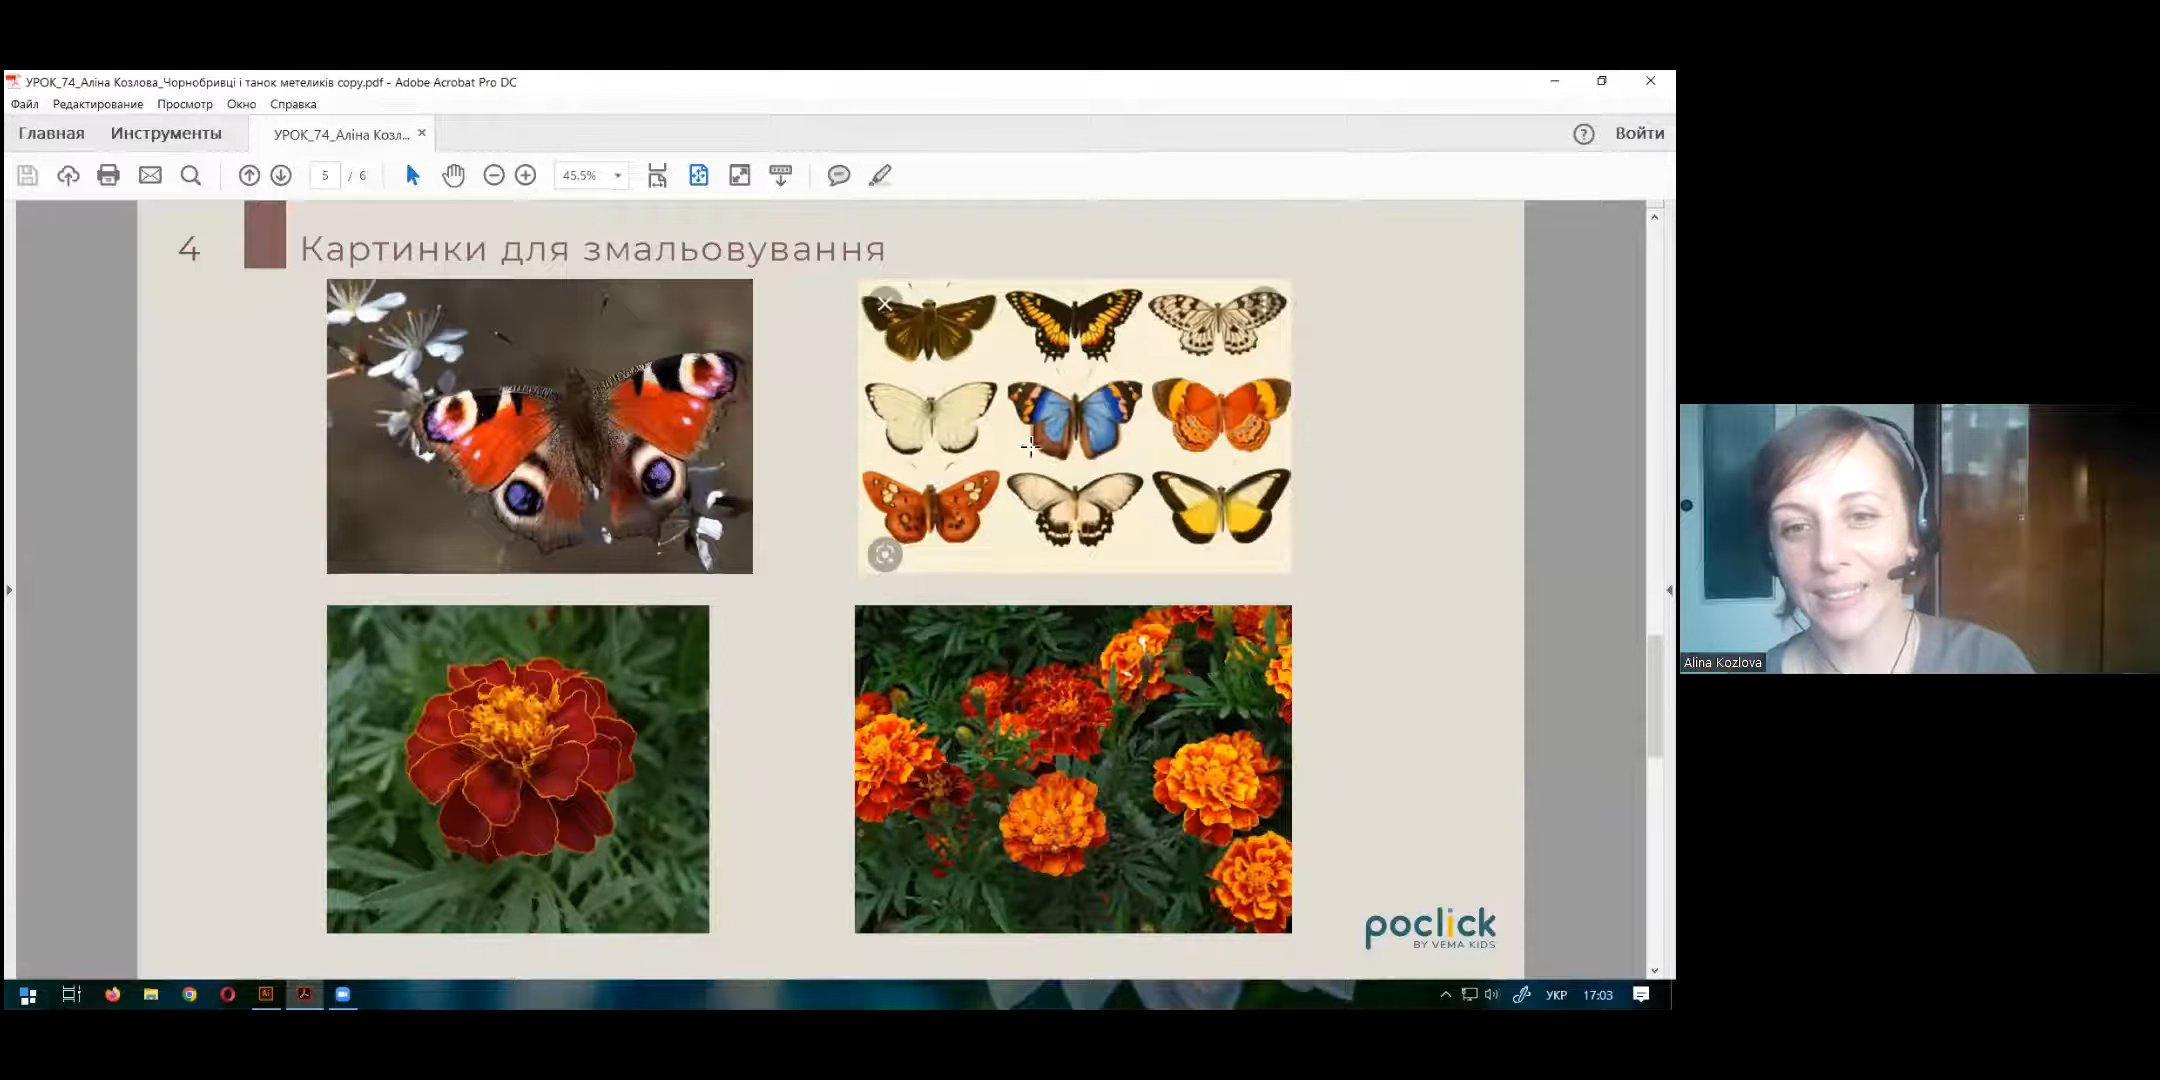 УРОК_74_Аліна Козлова_Чорнобривці і танок метеликів copy.pdf - Adobe Acrobat Pro DC
Файл Редактирование Просмотр Окно Справка
Главная Инструменты УРОК_74_Аліна Козл... Войти
5 / 6 45.5%
4 Картинки для змальовування
Alina Kozlova
poclick
BY VEMA KIDS
Ai
УКР 17:03